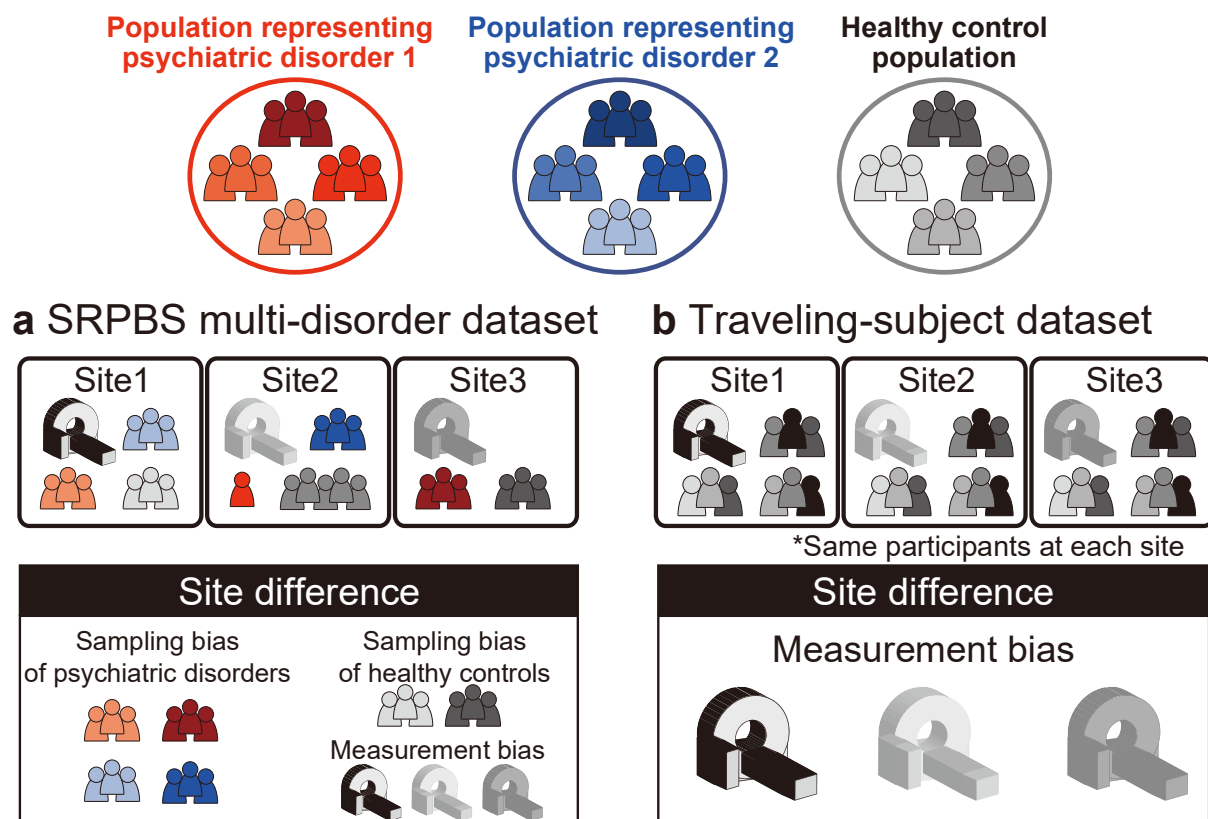 Population representing
psychiatric disorder 1
Population representing
psychiatric disorder 2
Healthy control
population
a SRPBS multi-disorder dataset
Site1
Site2
Site3
Site difference
Sampling bias
of psychiatric disorders
Sampling bias
of healthy controls
Measurement bias
b Traveling-subject dataset
Site1
Site2
Site3
*Same participants at each site
Site difference
Measurement bias